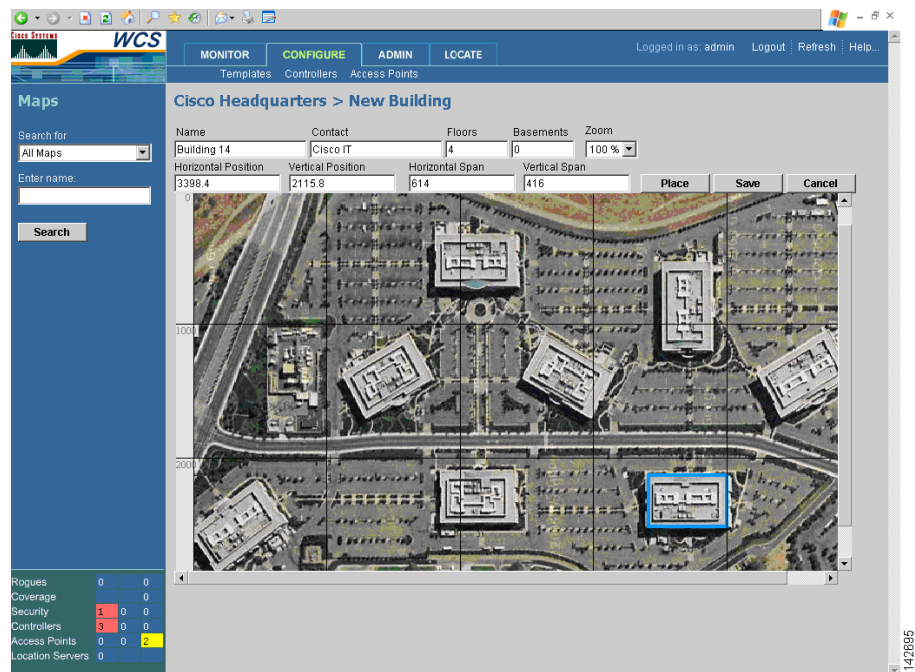 CISCO SYSTEMS
WCS
MONITOR CONFIGURE ADMIN LOCATE
Logged in as: admin Logout Refresh Help...
Templates Controllers Access Points
Maps
Search for
All Maps
Enter name:
Search
Cisco Headquarters > New Building
Name Contact Floors Basements Zoom
Building 14 Cisco IT 4 0 100 %
Horizontal Position Vertical Position Horizontal Span Vertical Span
3398.4 2115.8 614 416 Place Save Cancel
0
1000
2000
Rogues 0 0
Coverage 0
Security 1 0 0
Controllers 3 0 0
Access Points 0 0 2
Location Servers 0
142695